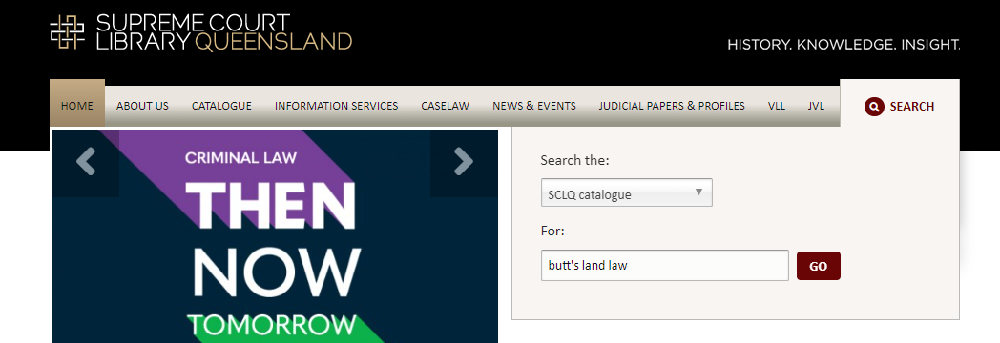 SUPREME COURT
LIBRARY QUEENSLAND
HISTORY. KNOWLEDGE. INSIGHT.
HOME ABOUT US CATALOGUE INFORMATION SERVICES CASELAW NEWS & EVENTS JUDICIAL PAPERS & PROFILES VLL JVL SEARCH
CRIMINAL LAW
THEN
NOW
TOMORROW
Search the:
SCLQ catalogue
For:
butt's land law GO